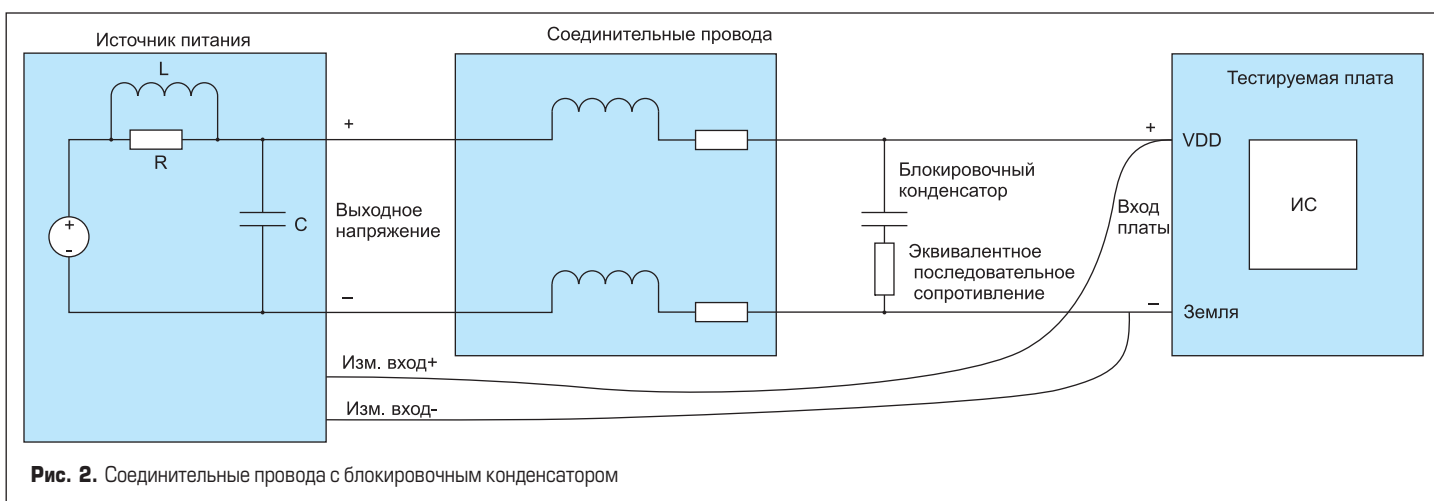 Источник питания
L
R
+
-
C
+
Выходное
напряжение
–
Соединительные провода
Блокировочный
конденсатор
Эквивалентное
последовательное
сопротивление
+
Вход
платы
–
Тестируемая плата
VDD
ИС
Земля
Изм. вход+
Изм. вход-
Рис. 2. Соединительные провода с блокировочным конденсатором